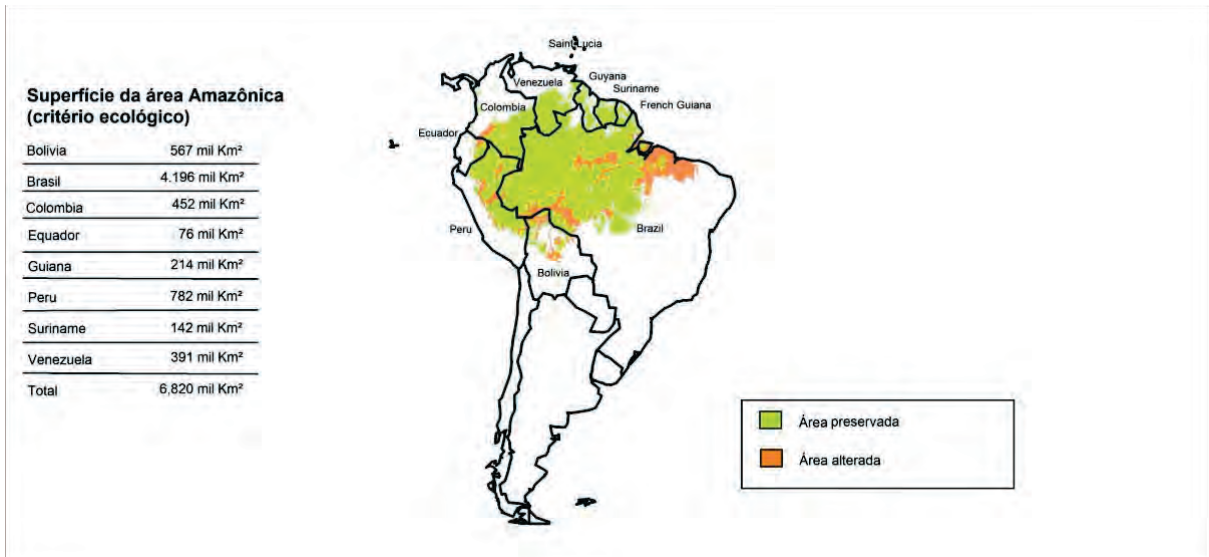 Superfície da área Amazônica
(critério ecológico)
Bolivia 567 mil Km²
Brasil 4.196 mil Km²
Colombia 452 mil Km²
Equador 76 mil Km²
Guiana 214 mil Km²
Peru 782 mil Km²
Suriname 142 mil Km²
Venezuela 391 mil Km²
Total 6,820 mil Km²
Saint Lucia
Venezuela
Guyana
Suriname
Colombia
French Guiana
Ecuador
Peru
Brazil
Bolivia
Área preservada
Área alterada